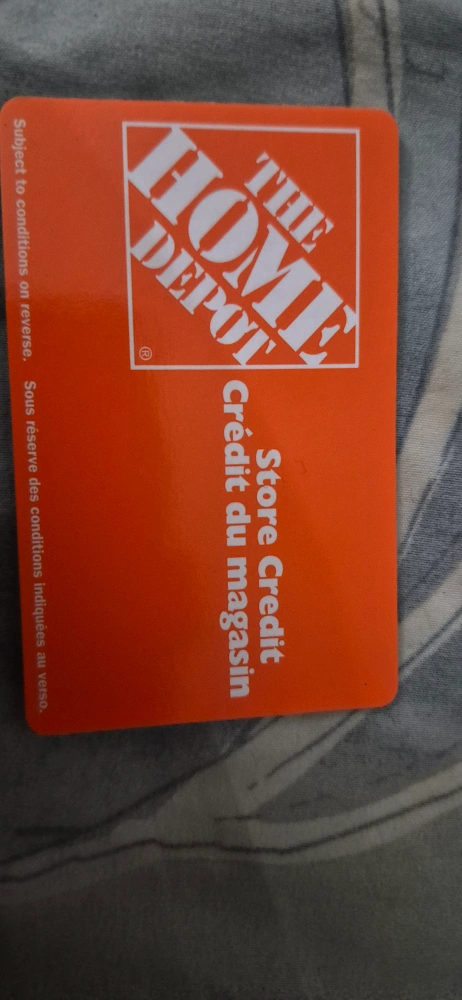 THE
HOME
DEPOT
®
Store Credit
Crédit du magasin
Subject to conditions on reverse. Sous réserve des conditions indiquées au verso.